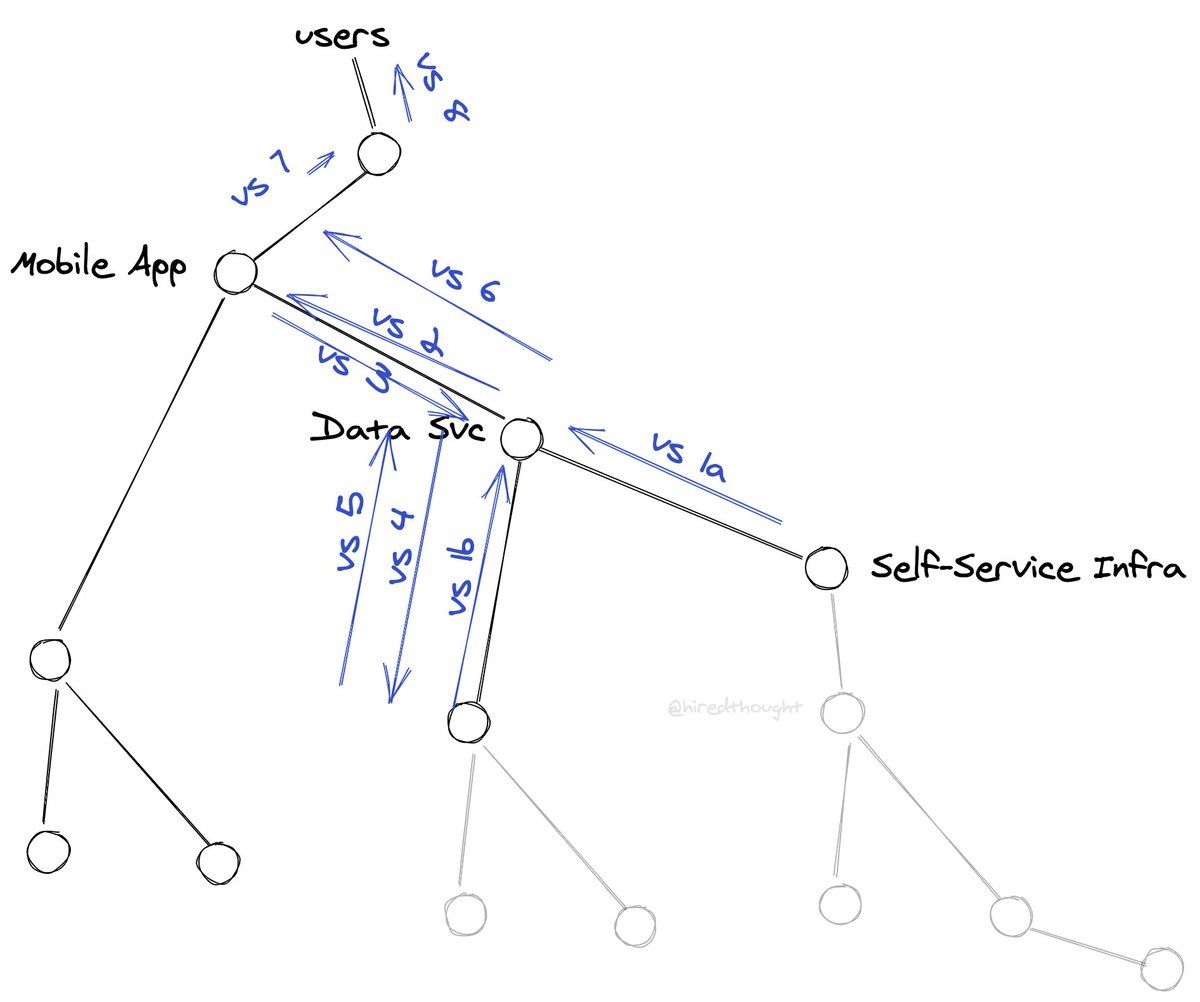 users
vs 8
vs 7
Mobile App
vs 6
vs 2
vs 3
Data Svc
vs 1a
vs 5
vs 4
vs 1b
Self-Service Infra
@hiredthought